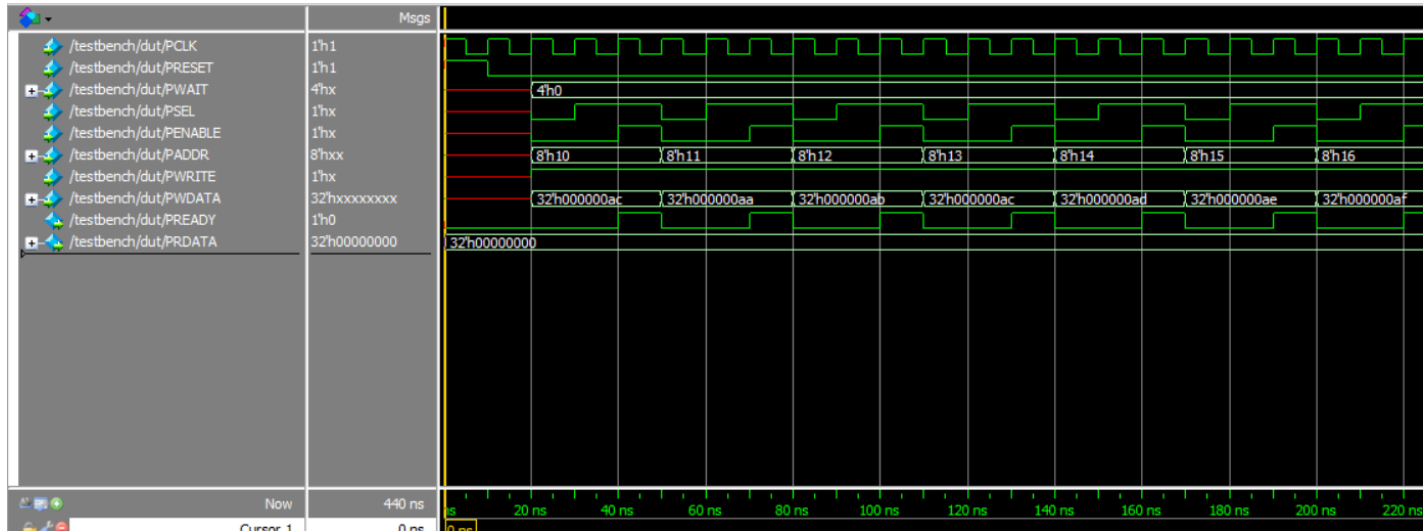 Msgs
/testbench/dut/PCLK 1'h1
/testbench/dut/PRESET 1'h1
/testbench/dut/PWAIT 4'hx 4'h0
/testbench/dut/PSEL 1'hx
/testbench/dut/PENABLE 1'hx
/testbench/dut/PADDR 8'hxx 8'h10 8'h11 8'h12 8'h13 8'h14 8'h15 8'h16
/testbench/dut/PWRITE 1'hx
/testbench/dut/PWDATA 32'hxxxxxxxx 32'h000000ac 32'h000000aa 32'h000000ab 32'h000000ac 32'h000000ad 32'h000000ae 32'h000000af
/testbench/dut/PREADY 1'h0
/testbench/dut/PRDATA 32'h00000000 32'h00000000
Now 440 ns ns 20 ns 40 ns 60 ns 80 ns 100 ns 120 ns 140 ns 160 ns 180 ns 200 ns 220 ns
Cursor 1 0 ns 0 ns